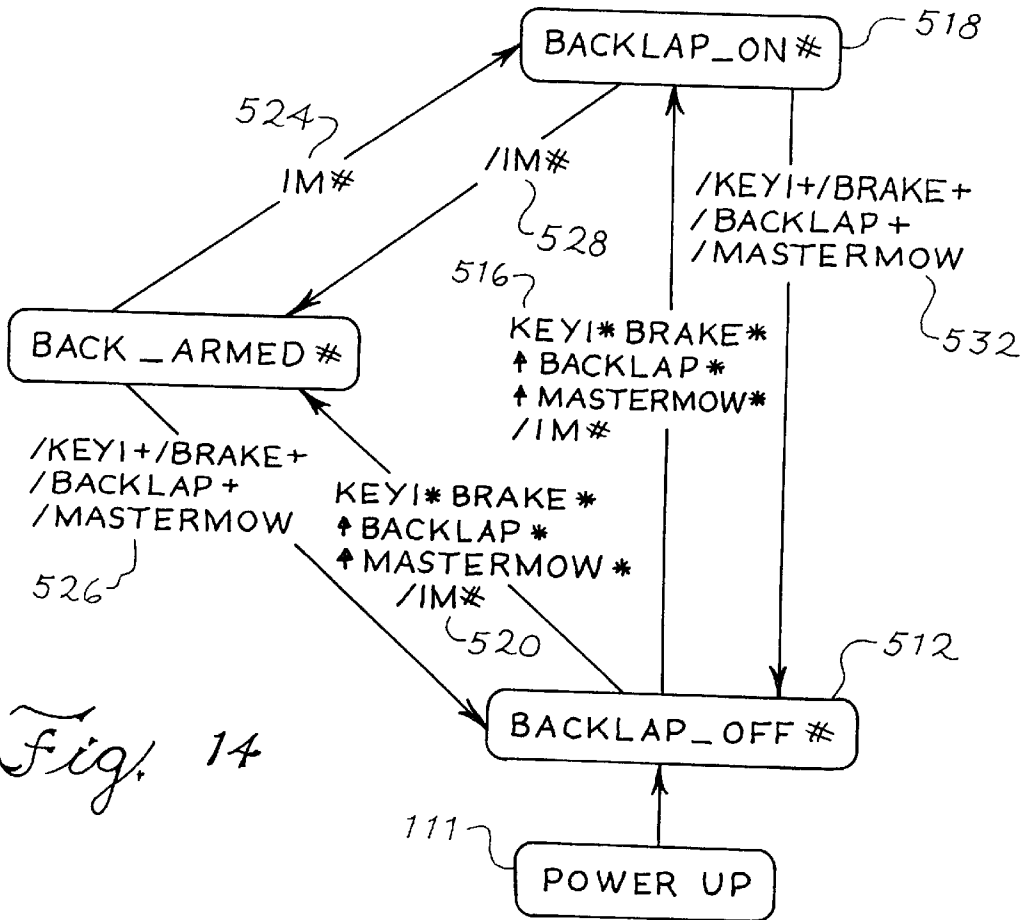 BACKLAP_ON #
518
524
IM#
/IM#
528
/KEY1+/BRAKE+
/BACKLAP+
/MASTERMOW
532
516
KEY1* BRAKE*
↑ BACKLAP *
↑ MASTERMOW*
/IM#
BACK_ARMED #
/KEY1+/BRAKE+
/BACKLAP+
/MASTERMOW
526
KEY1* BRAKE *
↑ BACKLAP *
↑ MASTERMOW *
/IM#
520
512
BACKLAP_OFF #
Fig. 14
111
POWER UP